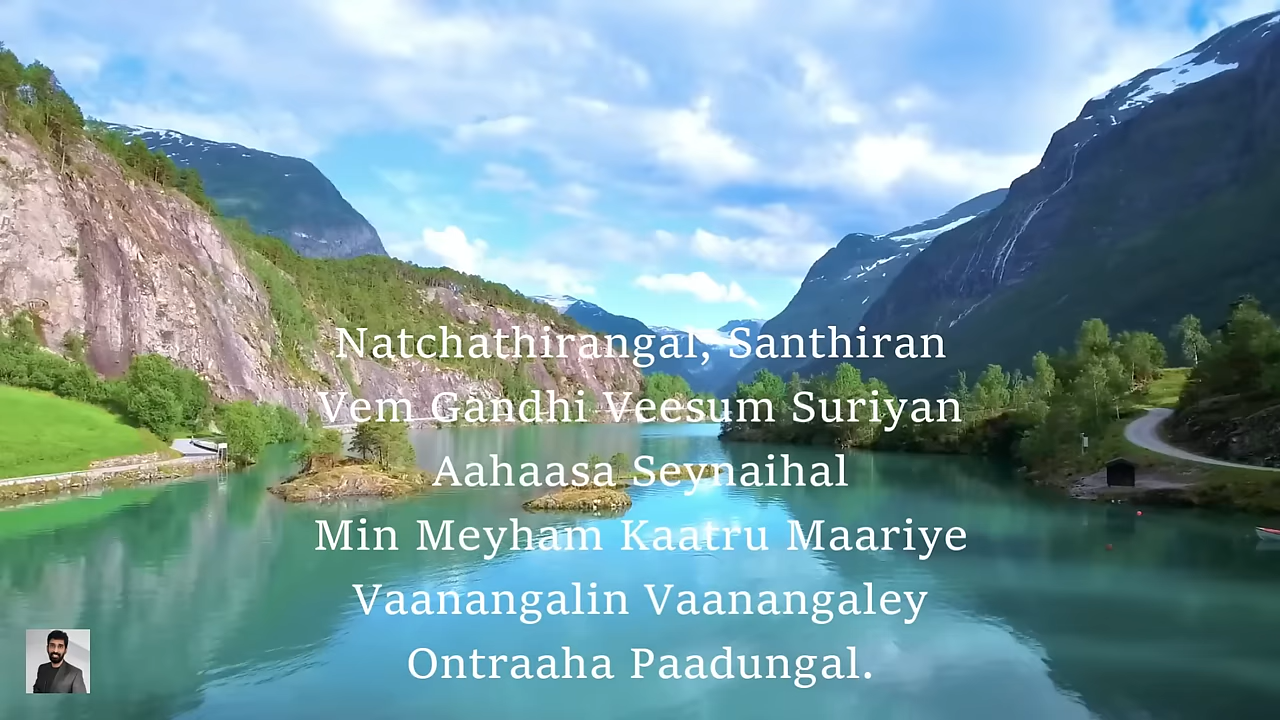 Natchathirangal, Santhiran
Vem Gandhi Veesum Suriyan
Aahaasa Seynaihal
Min Meyham Kaatru Maariye
Vaanangalin Vaanangaley
Ontraaha Paadungal.